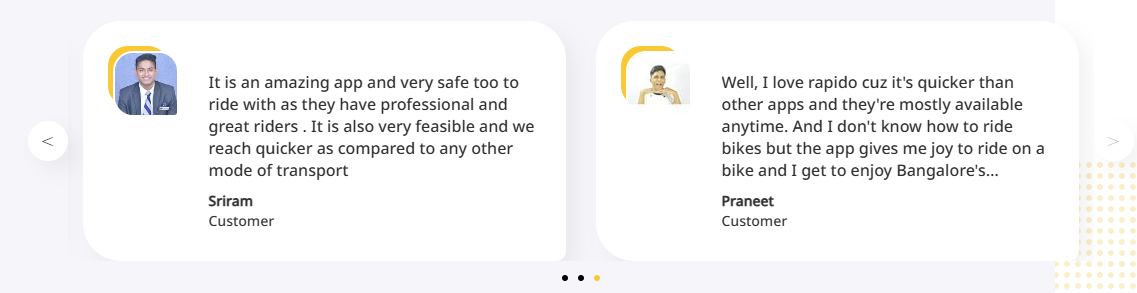 It is an amazing app and very safe too to
ride with as they have professional and
great riders . It is also very feasible and we
reach quicker as compared to any other
mode of transport
Sriram
Customer
Well, I love rapido cuz it's quicker than
other apps and they're mostly available
anytime. And I don't know how to ride
bikes but the app gives me joy to ride on a
bike and I get to enjoy Bangalore's...
Praneet
Customer